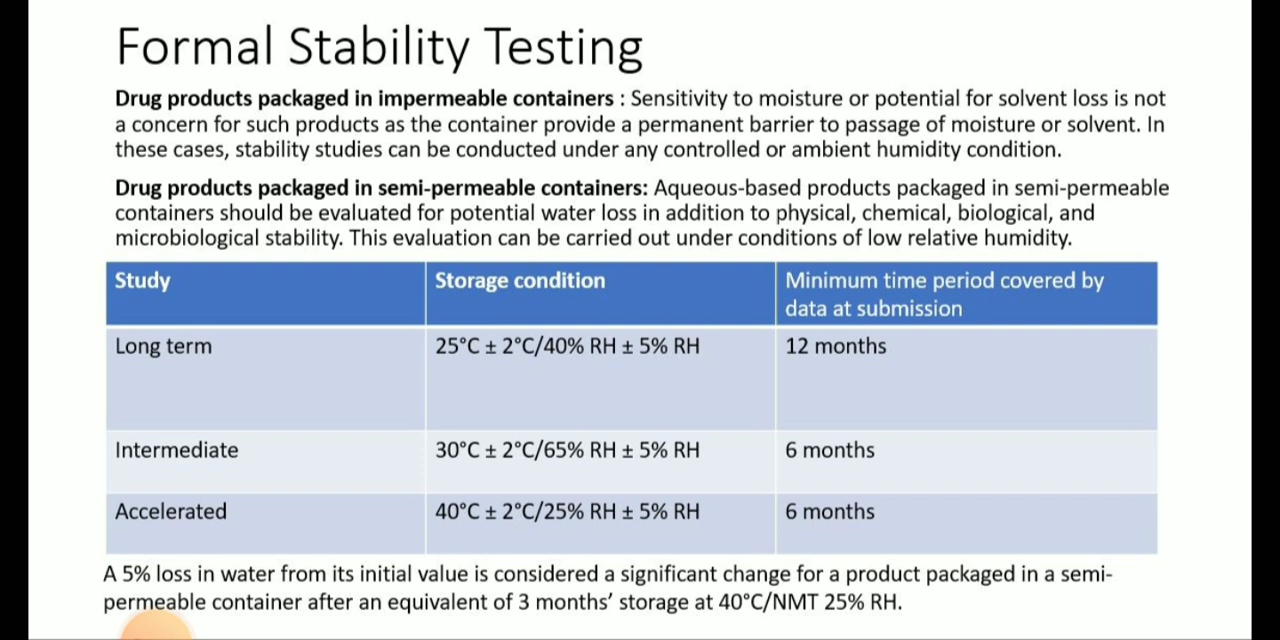 Formal Stability Testing
Drug products packaged in impermeable containers : Sensitivity to moisture or potential for solvent loss is not
a concern for such products as the container provide a permanent barrier to passage of moisture or solvent. In
these cases, stability studies can be conducted under any controlled or ambient humidity condition.
Drug products packaged in semi-permeable containers: Aqueous-based products packaged in semi-permeable
containers should be evaluated for potential water loss in addition to physical, chemical, biological, and
microbiological stability. This evaluation can be carried out under conditions of low relative humidity.
Study Storage condition Minimum time period covered by
data at submission
Long term 25°C ± 2°C/40% RH ± 5% RH 12 months
Intermediate 30°C ± 2°C/65% RH ± 5% RH 6 months
Accelerated 40°C ± 2°C/25% RH ± 5% RH 6 months
A 5% loss in water from its initial value is considered a significant change for a product packaged in a semi-
permeable container after an equivalent of 3 months’ storage at 40°C/NMT 25% RH.